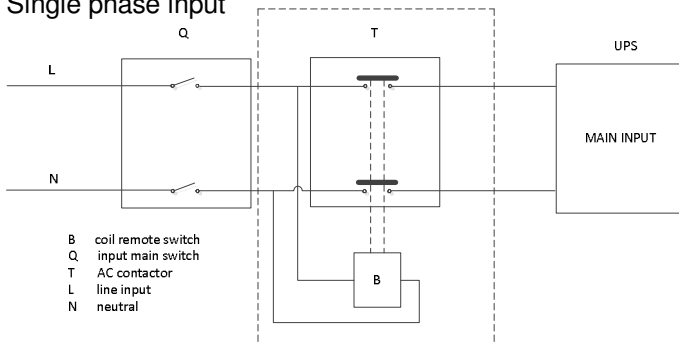 Single phase input
Q
T
UPS
L
MAIN INPUT
N
B coil remote switch
Q input main switch
T AC contactor
L line input
N neutral
B